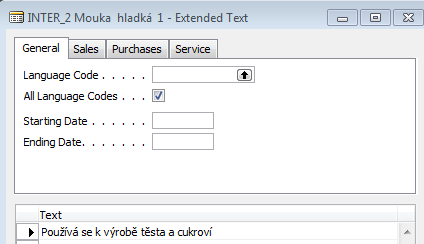 INTER_2 Mouka hladká 1 - Extended Text
General Sales Purchases Service
Language Code . . . . .
All Language Codes . . .
Starting Date . . . . . .
Ending Date. . . . . . .
Text
Používá se k výrobě těsta a cukroví